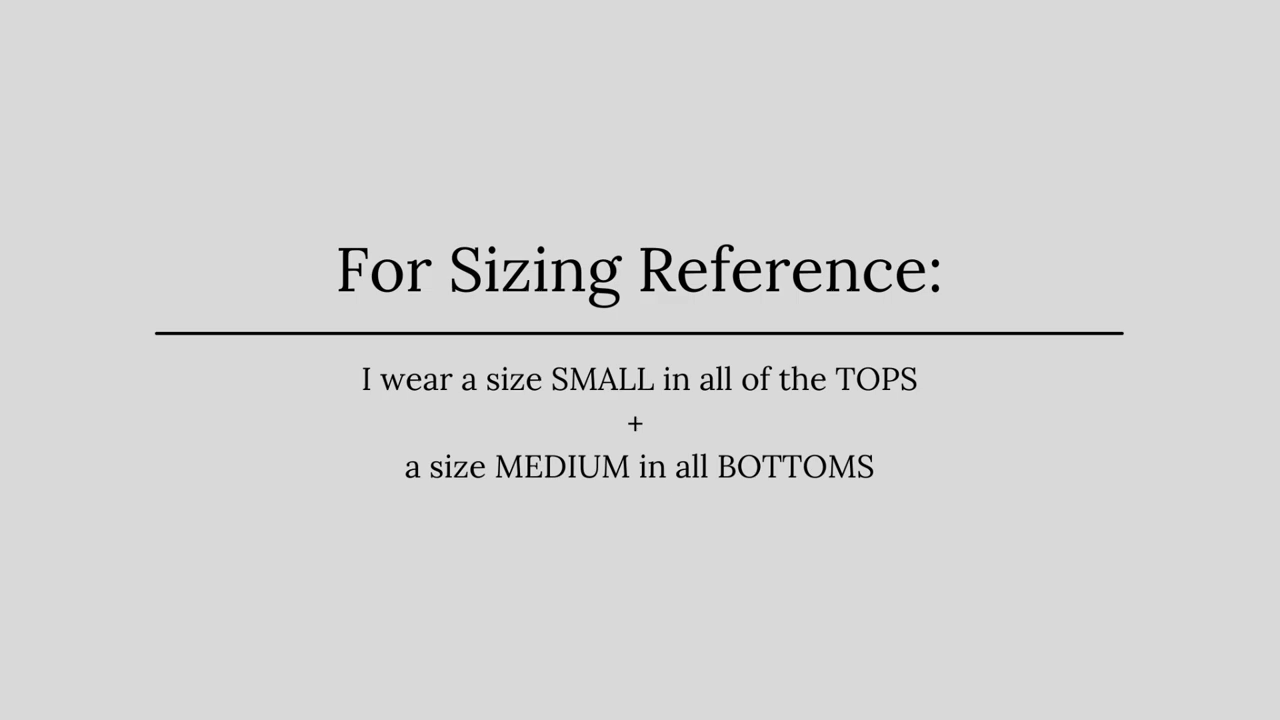 For Sizing Reference:
I wear a size SMALL in all of the TOPS
+
a size MEDIUM in all BOTTOMS